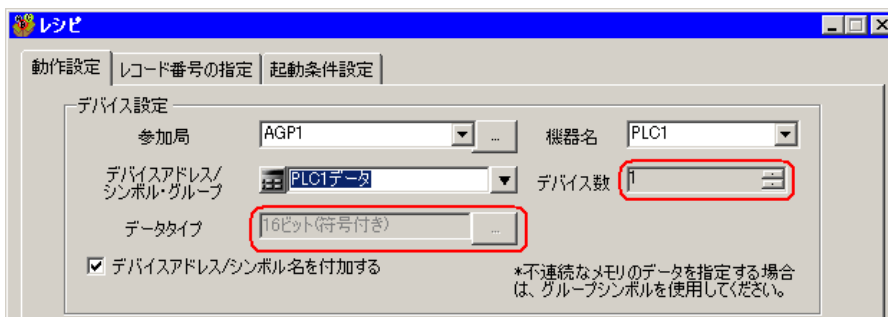 レシピ
動作設定 レコード番号の指定 起動条件設定
デバイス設定
参加局 AGP1 ... 機器名 PLC1
デバイスアドレス/
シンボル・グループ PLC1データ デバイス数 1
データタイプ 16ビット(符号付き) ...
デバイスアドレス/シンボル名を付加する
*不連続なメモリのデータを指定する場合
は、グループシンボルを使用してください。